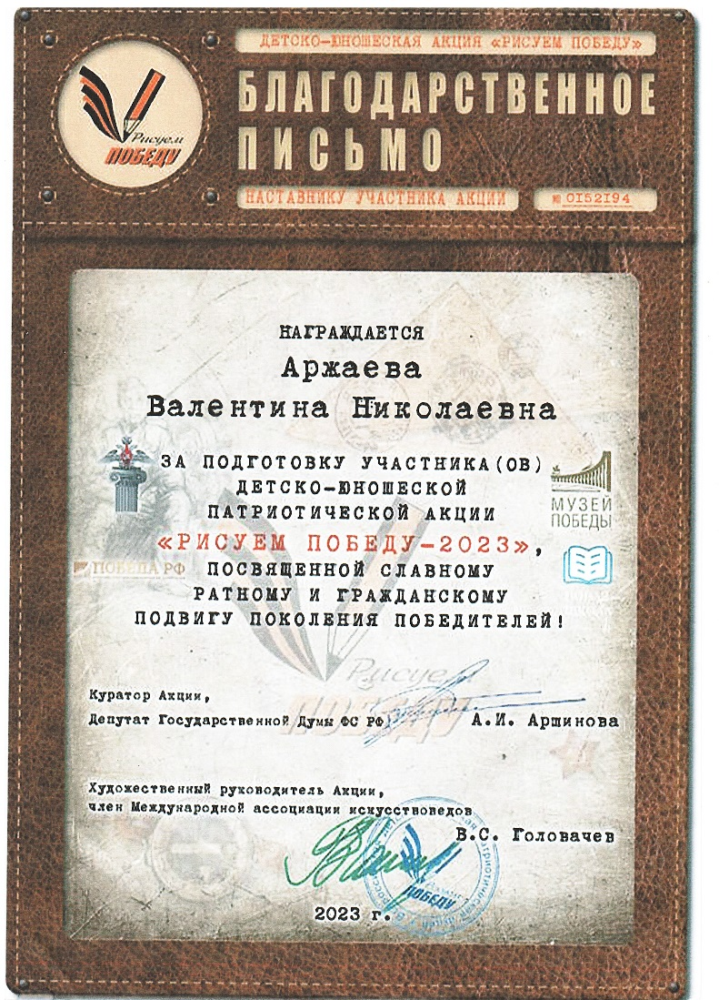 ДЕТСКО-ЮНОШЕСКАЯ АКЦИЯ «РИСУЕМ ПОБЕДУ»
БЛАГОДАРСТВЕННОЕ
ПИСЬМО
Рисуем
ПОБЕДУ
НАСТАВНИКУ УЧАСТНИКА АКЦИИ
№ 0152194
НАГРАЖДАЕТСЯ
Аржаева
Валентина Николаевна
ЗА ПОДГОТОВКУ УЧАСТНИКА(ОВ)
ДЕТСКО-ЮНОШЕСКОЙ
ПАТРИОТИЧЕСКОЙ АКЦИИ
«РИСУЕМ ПОБЕДУ-2023»,
ПОСВЯЩЕННОЙ СЛАВНОМУ
РАТНОМУ И ГРАЖДАНСКОМУ
ПОДВИГУ ПОКОЛЕНИЯ ПОБЕДИТЕЛЕЙ!
МУЗЕЙ
ПОБЕДЫ
ПОБЕДА РФ
Рисуем
ПОБЕДУ
Куратор Акции,
Депутат Государственной Думы ФС РФ
А.И. Аршинова
Художественный руководитель Акции,
член Международной ассоциации искусствоведов
В.С. Головачев
ПОБЕДУ
2023 г.